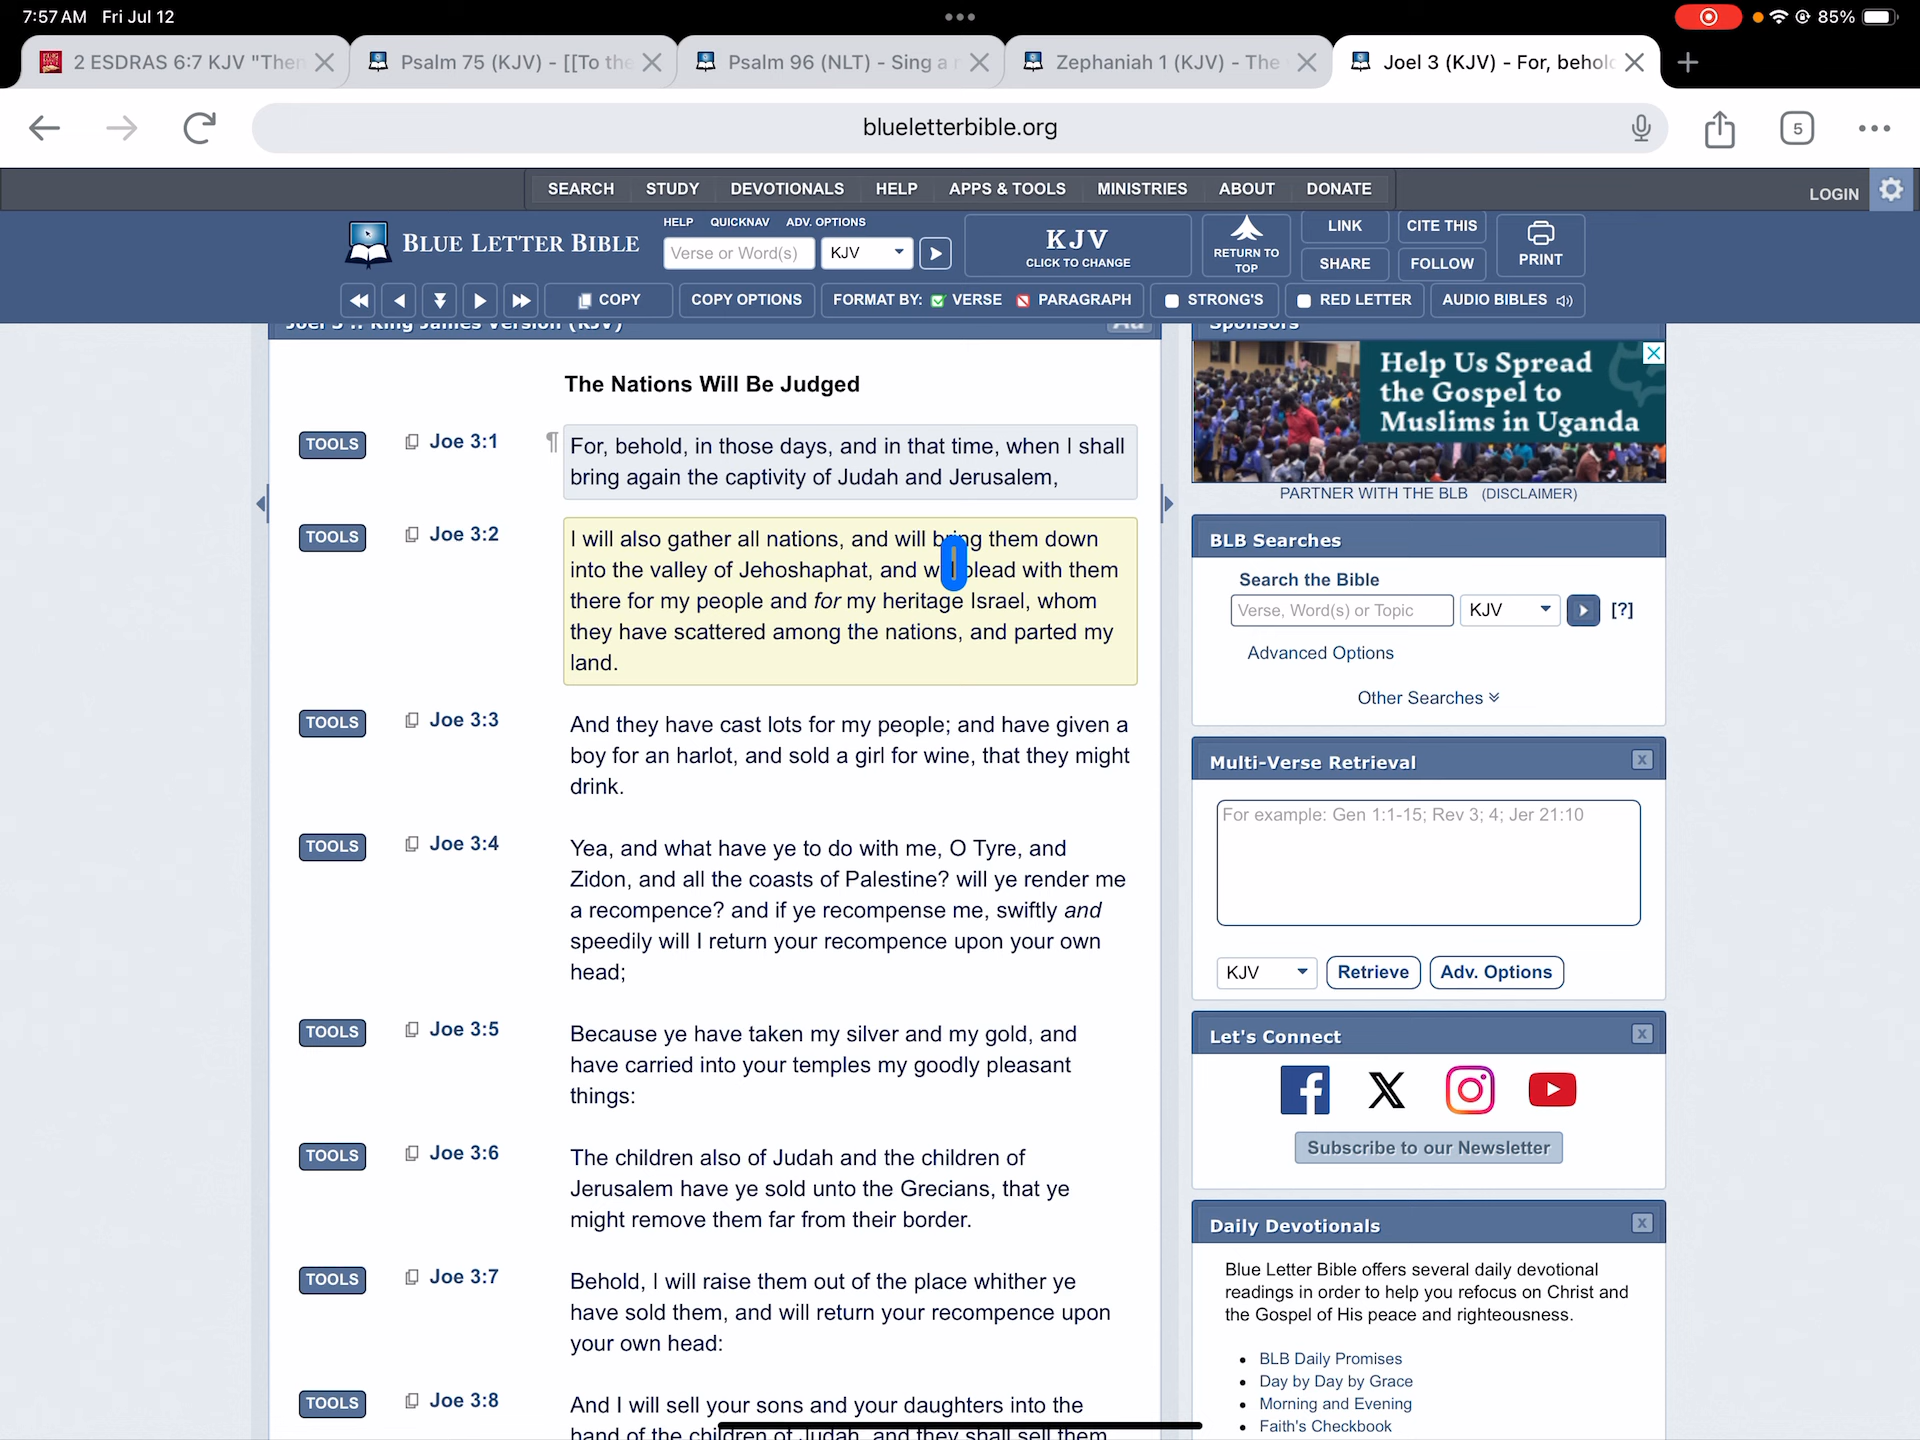 7:57 AM Fri Jul 12
85%
2 ESDRAS 6:7 KJV "Then
Psalm 75 (KJV) - [[To the
Psalm 96 (NLT) - Sing a
Zephaniah 1 (KJV) - The
Joel 3 (KJV) - For, behold
blueletterbible.org
5
SEARCH STUDY DEVOTIONALS HELP APPS & TOOLS MINISTRIES ABOUT DONATE
LOGIN
BLUE LETTER BIBLE
HELP QUICKNAV ADV. OPTIONS
Verse or Word(s)
KJV
KJV
CLICK TO CHANGE
RETURN TO
TOP
LINK
CITE THIS
SHARE
FOLLOW
PRINT
COPY COPY OPTIONS FORMAT BY: VERSE PARAGRAPH STRONG'S RED LETTER AUDIO BIBLES
Joel 3 :: King James Version (KJV)
Aa
The Nations Will Be Judged
TOOLS Joe 3:1 ¶ For, behold, in those days, and in that time, when I shall
bring again the captivity of Judah and Jerusalem,
TOOLS Joe 3:2 I will also gather all nations, and will bring them down
into the valley of Jehoshaphat, and will plead with them
there for my people and for my heritage Israel, whom
they have scattered among the nations, and parted my
land.
TOOLS Joe 3:3 And they have cast lots for my people; and have given a
boy for an harlot, and sold a girl for wine, that they might
drink.
TOOLS Joe 3:4 Yea, and what have ye to do with me, O Tyre, and
Zidon, and all the coasts of Palestine? will ye render me
a recompence? and if ye recompense me, swiftly and
speedily will I return your recompence upon your own
head;
TOOLS Joe 3:5 Because ye have taken my silver and my gold, and
have carried into your temples my goodly pleasant
things:
TOOLS Joe 3:6 The children also of Judah and the children of
Jerusalem have ye sold unto the Grecians, that ye
might remove them far from their border.
TOOLS Joe 3:7 Behold, I will raise them out of the place whither ye
have sold them, and will return your recompence upon
your own head:
TOOLS Joe 3:8 And I will sell your sons and your daughters into the
hand of the children of Judah, and they shall sell them
Sponsors
Help Us Spread
the Gospel to
Muslims in Uganda
PARTNER WITH THE BLB (DISCLAIMER)
BLB Searches
Search the Bible
Verse, Word(s) or Topic
KJV
[?]
Advanced Options
Other Searches
Multi-Verse Retrieval
x
For example: Gen 1:1-15; Rev 3; 4; Jer 21:10
KJV
Retrieve
Adv. Options
Let's Connect
x
Subscribe to our Newsletter
Daily Devotionals
x
Blue Letter Bible offers several daily devotional
readings in order to help you refocus on Christ and
the Gospel of His peace and righteousness.
• BLB Daily Promises
• Day by Day by Grace
• Morning and Evening
• Faith's Checkbook